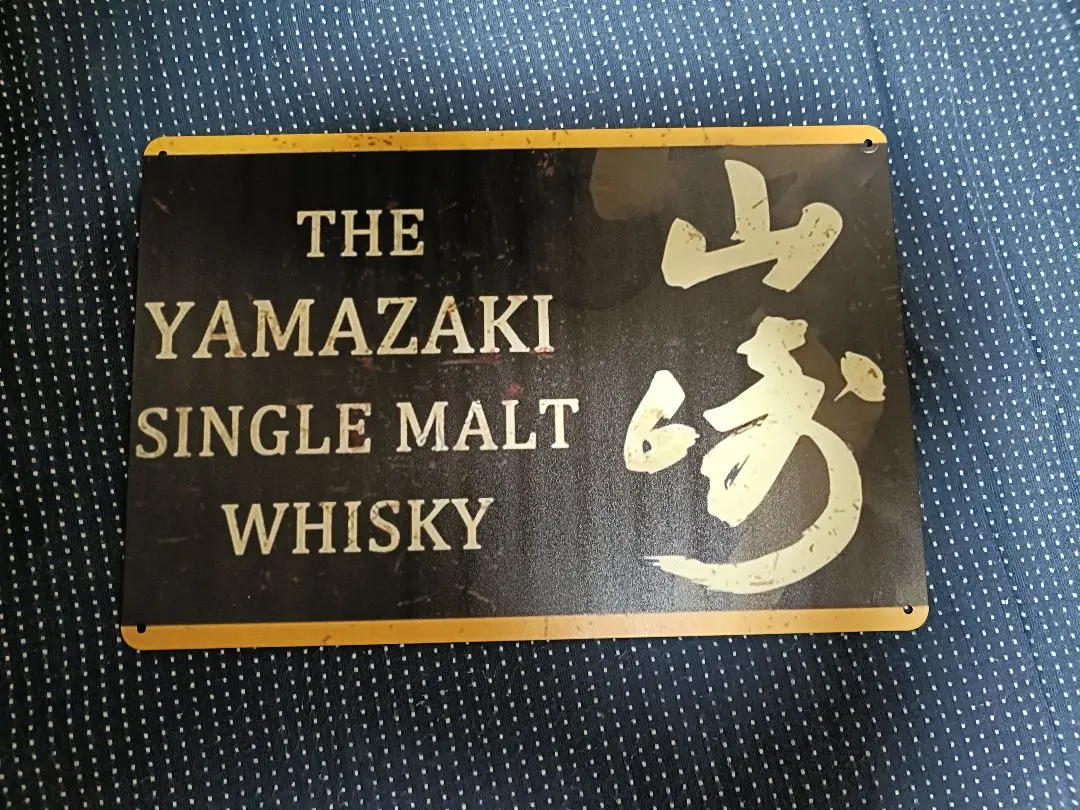 THE
YAMAZAKI
SINGLE MALT
WHISKY
山崎